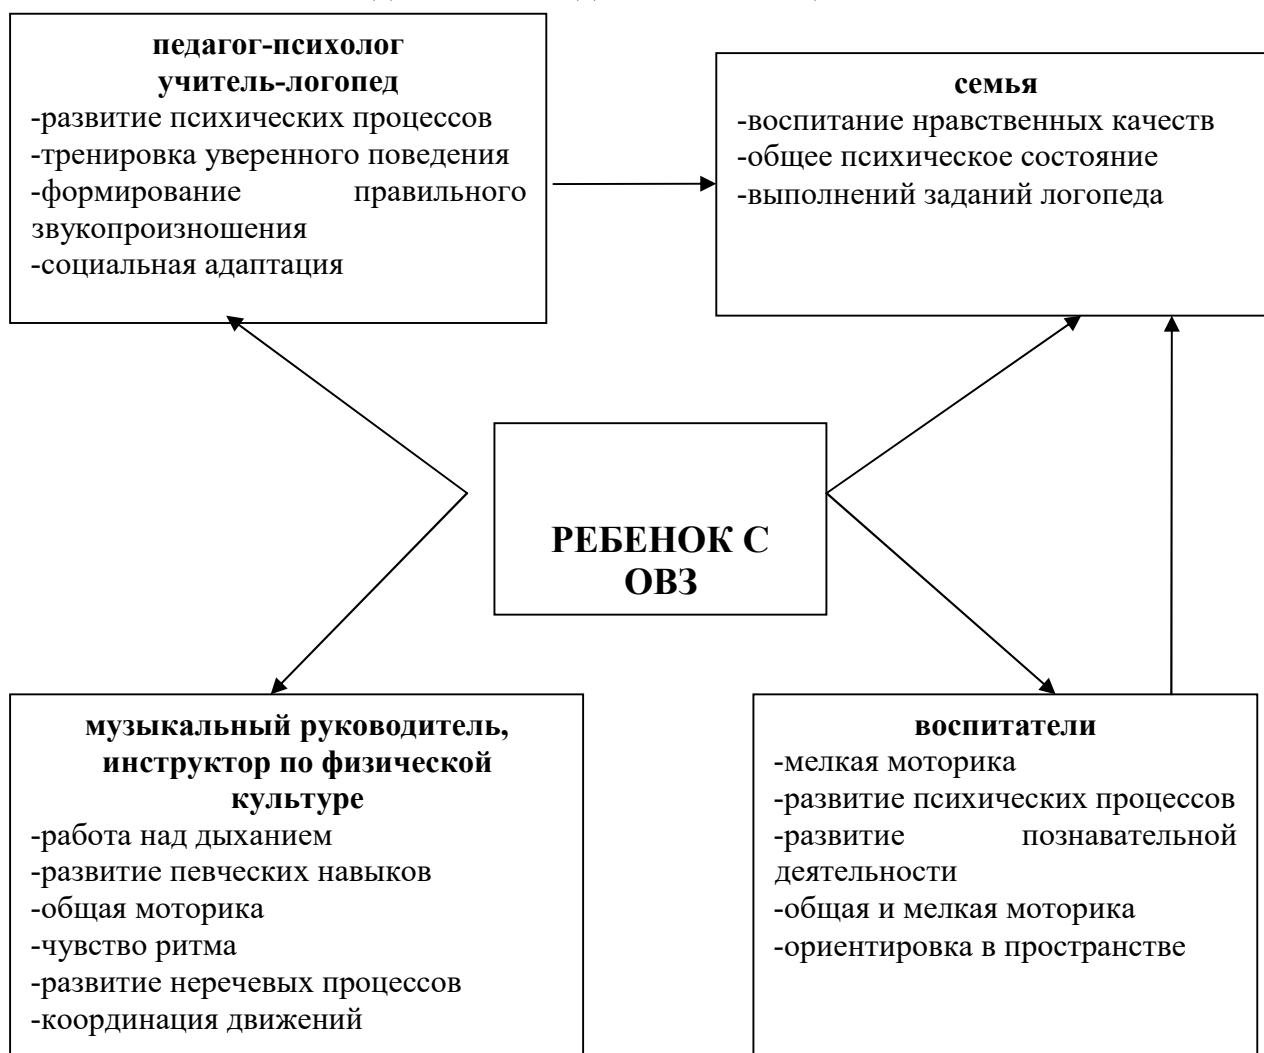 педагог-психолог
учитель-логопед
-развитие психических процессов
-тренировка уверенного поведения
-формирование правильного
звукопроизношения
-социальная адаптация
семья
-воспитание нравственных качеств
-общее психическое состояние
-выполнений заданий логопеда
РЕБЕНОК С
ОВЗ
музыкальный руководитель,
инструктор по физической
культуре
-работа над дыханием
-развитие певческих навыков
-общая моторика
-чувство ритма
-развитие неречевых процессов
-координация движений
воспитатели
-мелкая моторика
-развитие психических процессов
-развитие познавательной
деятельности
-общая и мелкая моторика
-ориентировка в пространстве